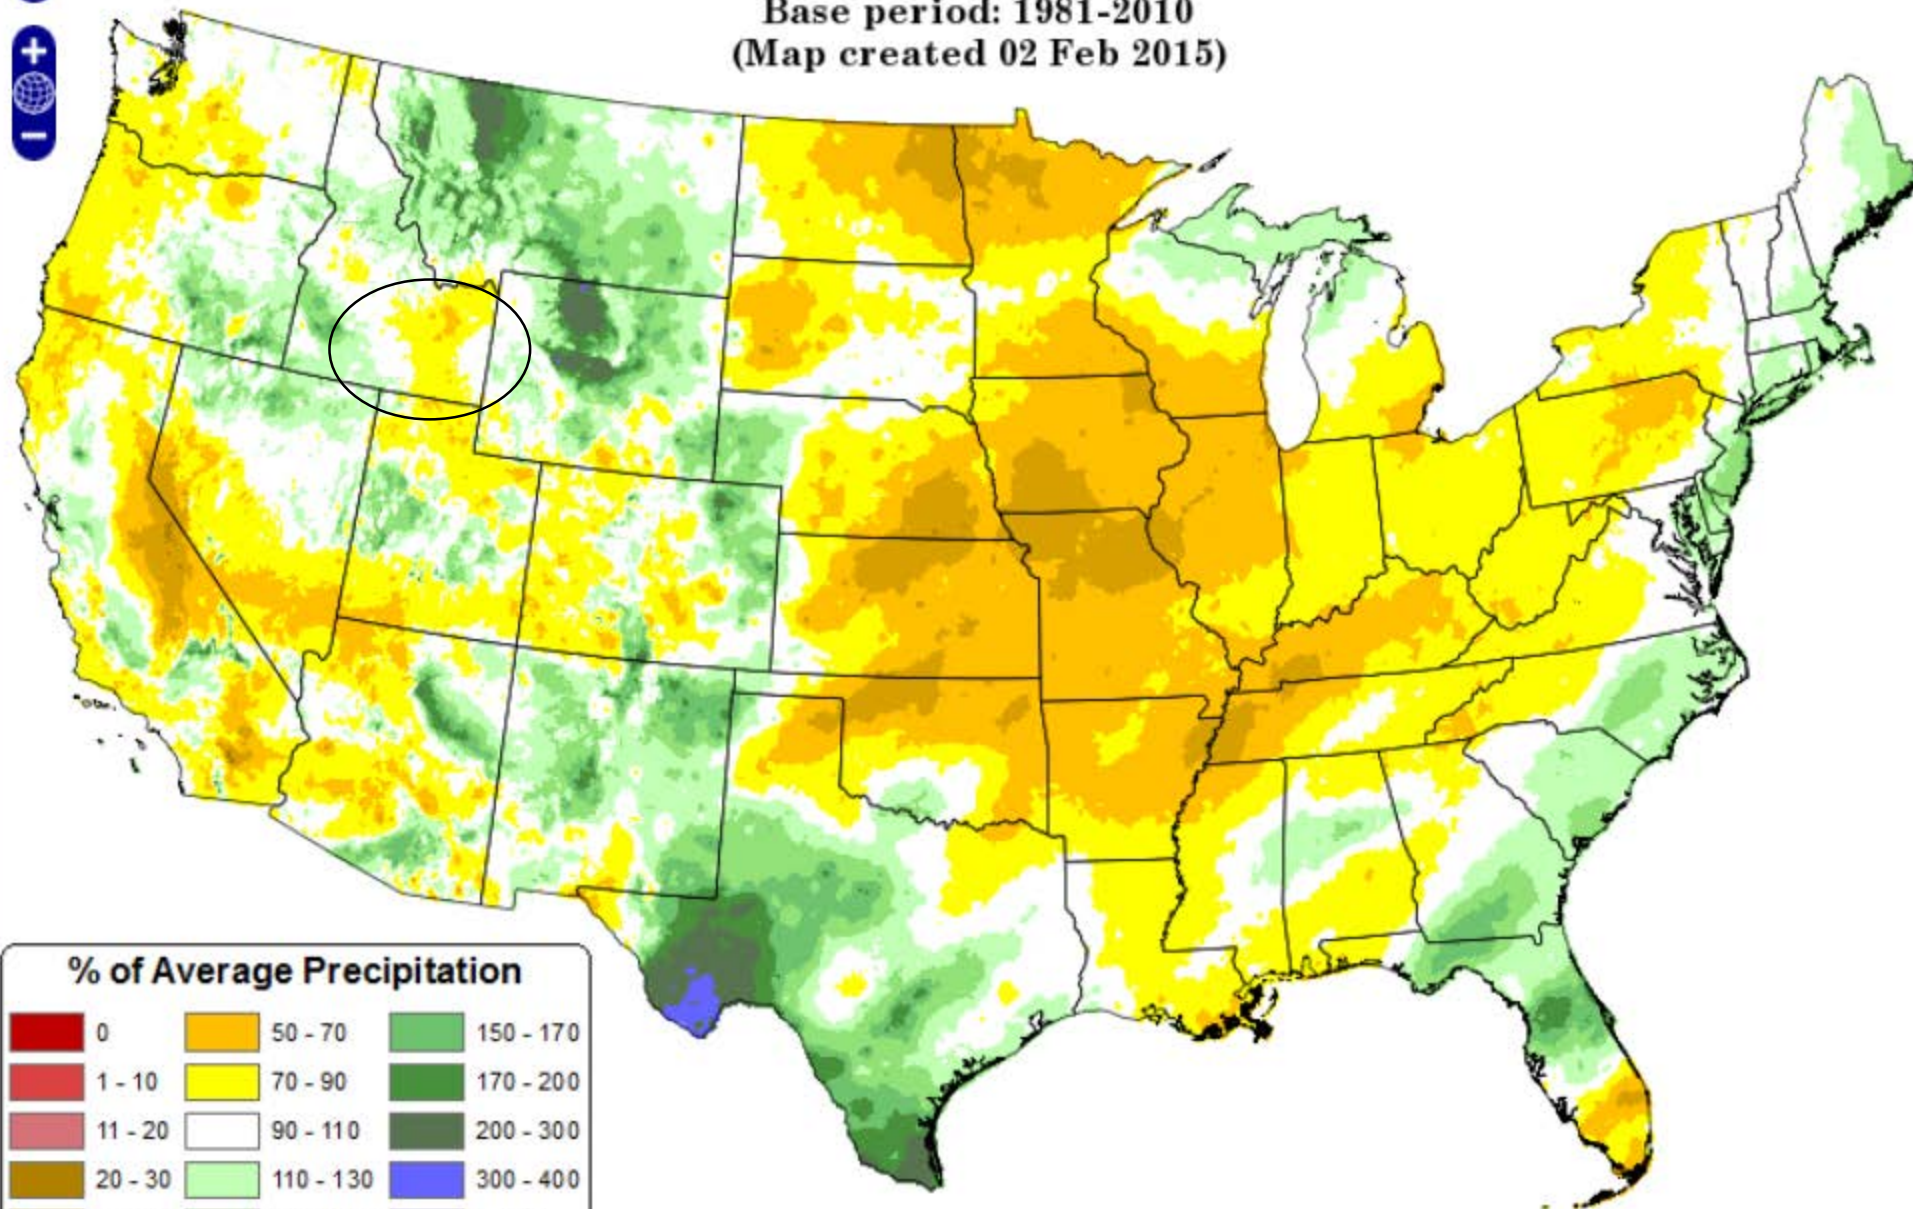 Base period: 1981-2010
(Map created 02 Feb 2015)
+
−
% of Average Precipitation
0
50 - 70
150 - 170
1 - 10
70 - 90
170 - 200
11 - 20
90 - 110
200 - 300
20 - 30
110 - 130
300 - 400